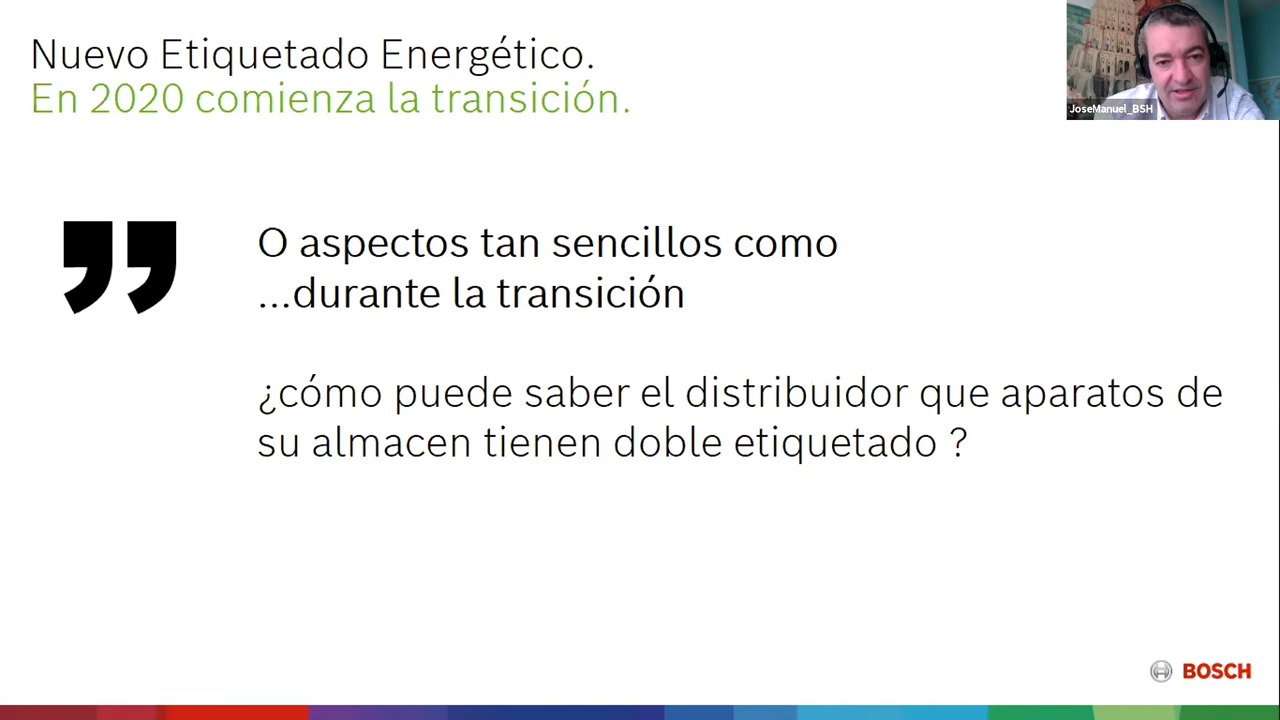 Nuevo Etiquetado Energético.
En 2020 comienza la transición.
JoseManuel_BSH
O aspectos tan sencillos como
...durante la transición
¿cómo puede saber el distribuidor que aparatos de
su almacen tienen doble etiquetado ?
BOSCH